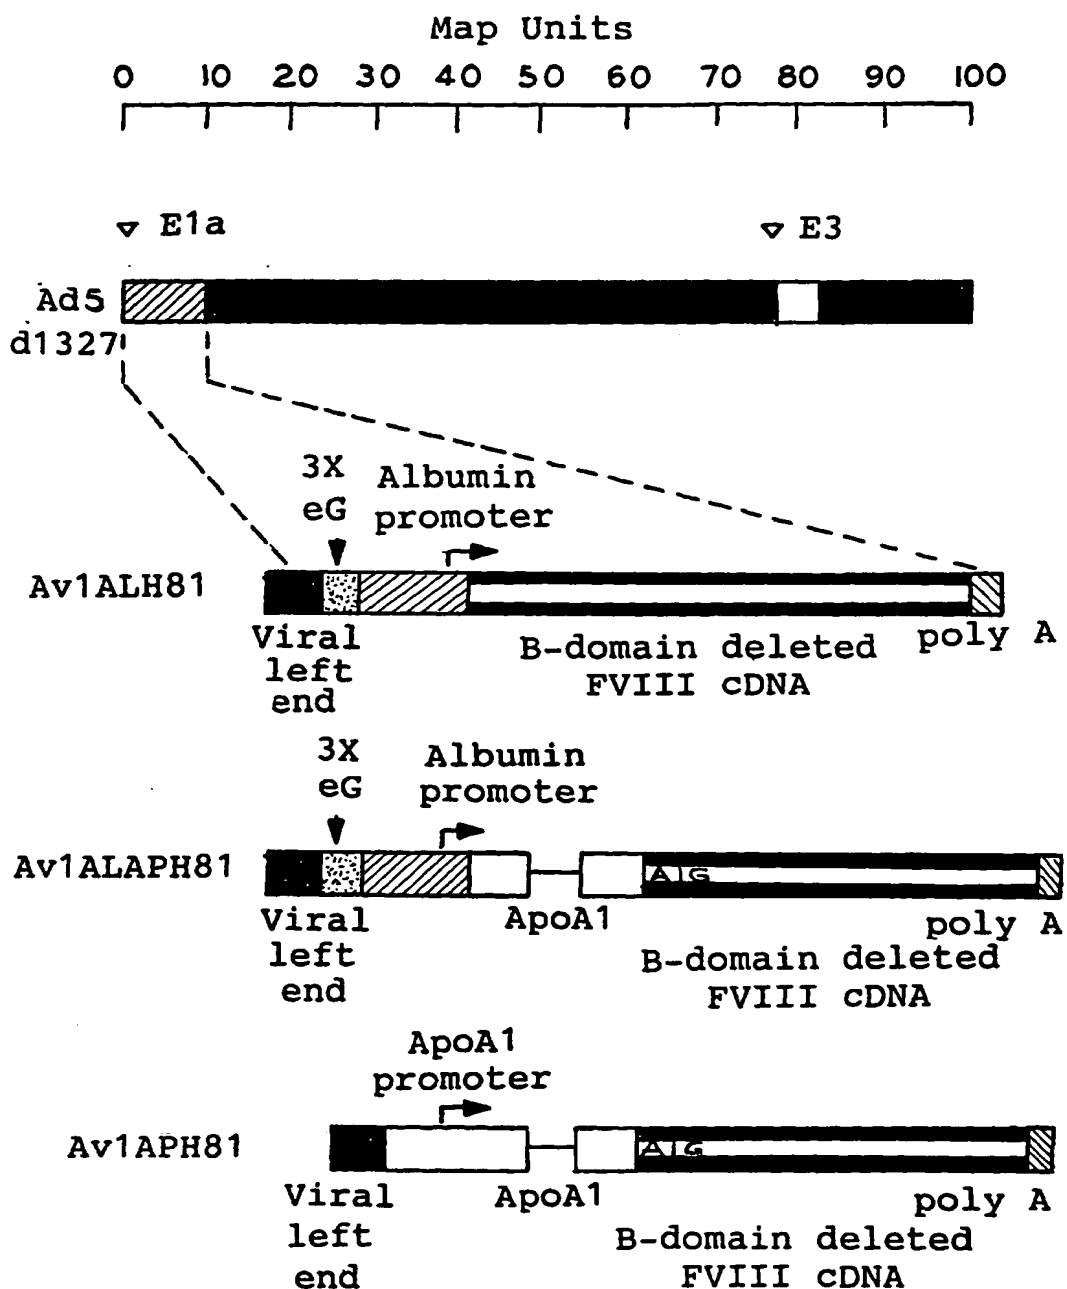 Map Units
0 10 20 30 40 50 60 70 80 90 100
▽ E1a ▽ E3
Ad5
d1327
3X
eG
Albumin
promoter
Av1ALH81
Viral
left
end
B-domain deleted
FVIII cDNA
poly A
3X
eG
Albumin
promoter
Av1ALAPH81
ATG
Viral
left
end
ApoA1
poly A
B-domain deleted
FVIII cDNA
ApoA1
promoter
Av1APH81
ATG
Viral
left
end
ApoA1
poly A
B-domain deleted
FVIII cDNA